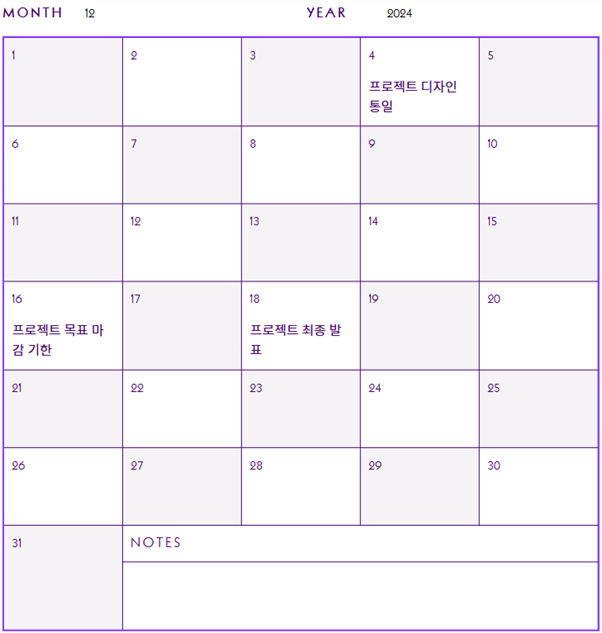 MONTH 12 YEAR 2024
1 2 3 4 5
프로젝트 디자인
통일
6 7 8 9 10
11 12 13 14 15
16 17 18 19 20
프로젝트 목표 마 프로젝트 최종 발
감 기한 표
21 22 23 24 25
26 27 28 29 30
31 NOTES